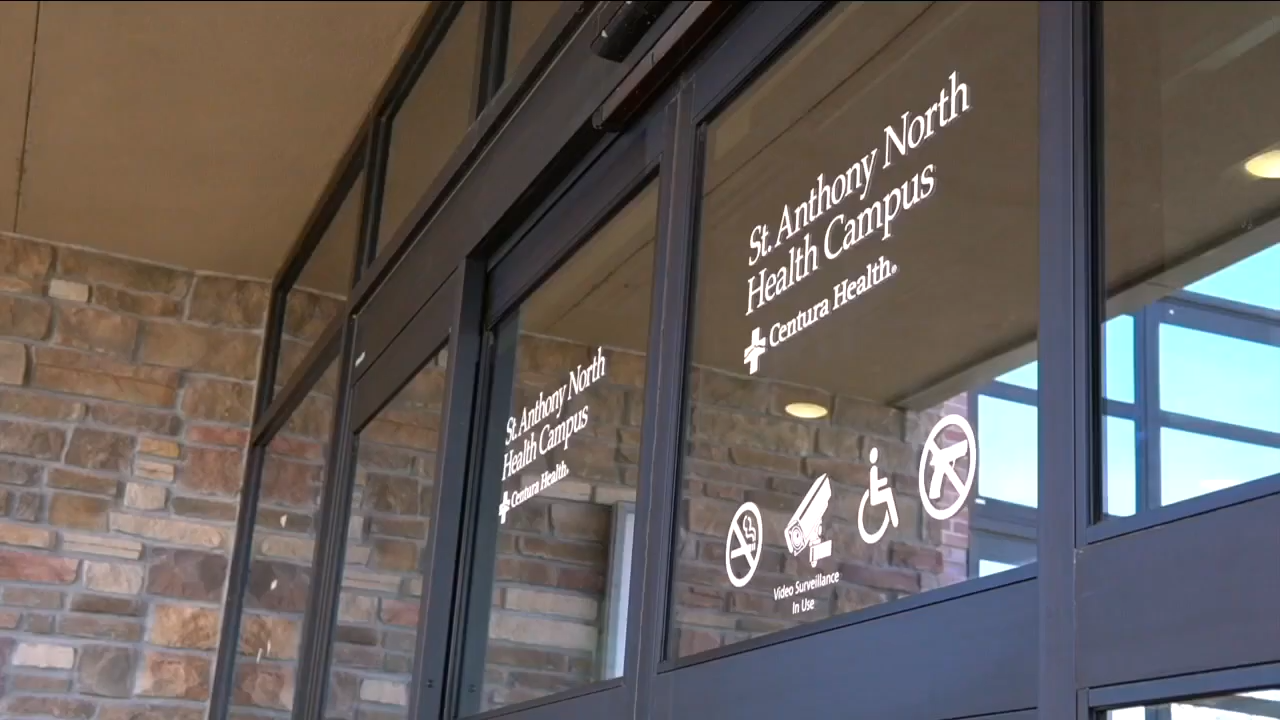 St. Anthony North
Health Campus
Centura Health®
St. Anthony North
Health Campus
Centura Health®
Video Surveillance
In Use